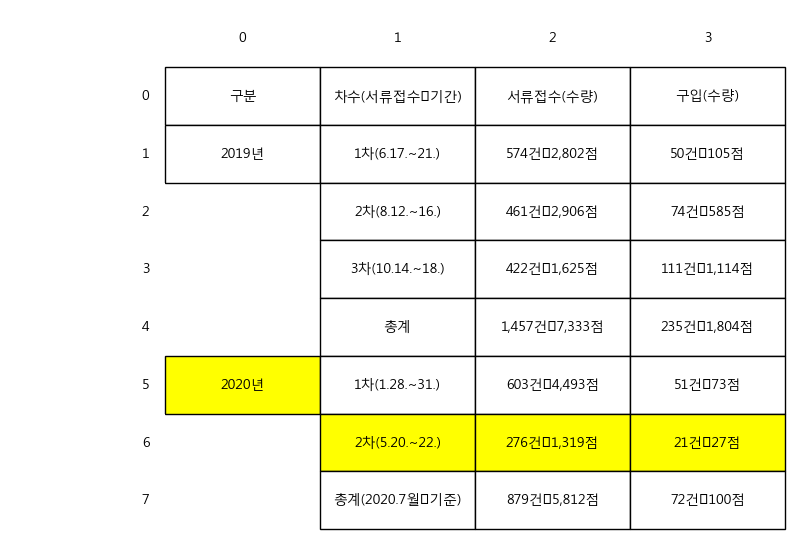 0 1 2 3
0 구분 차수(서류접수 기간) 서류접수(수량) 구입(수량)
1 2019년 1차(6.17.~21.) 574건 2,802점 50건 105점
2 2차(8.12.~16.) 461건 2,906점 74건 585점
3 3차(10.14.~18.) 422건 1,625점 111건 1,114점
4 총계 1,457건 7,333점 235건 1,804점
5 2020년 1차(1.28.~31.) 603건 4,493점 51건 73점
6 2차(5.20.~22.) 276건 1,319점 21건 27점
7 총계(2020.7월 기준) 879건 5,812점 72건 100점